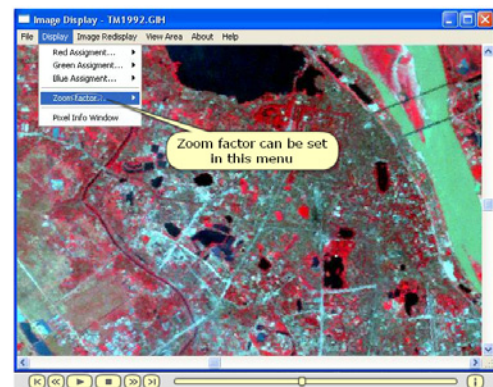 Image Display - TM1992.GIH
File Display Image Redisplay View Area About Help
Red Assigment...
Green Assigment...
Blue Assigment...
Zoom Factor...
Pixel Info Window
Zoom factor can be set
in this menu